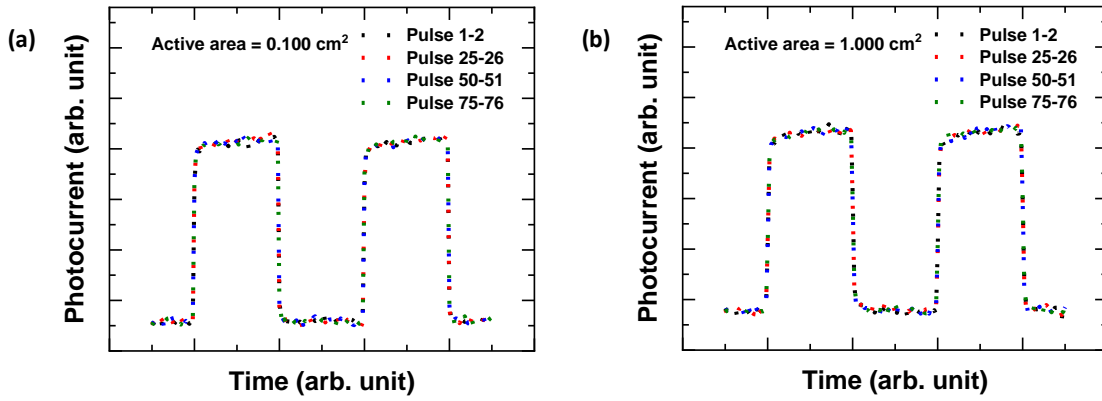 (a)
Photocurrent (arb. unit)
Active area = 0.100 cm²
Pulse 1-2
Pulse 25-26
Pulse 50-51
Pulse 75-76
Time (arb. unit)
(b)
Photocurrent (arb. unit)
Active area = 1.000 cm²
Pulse 1-2
Pulse 25-26
Pulse 50-51
Pulse 75-76
Time (arb. unit)